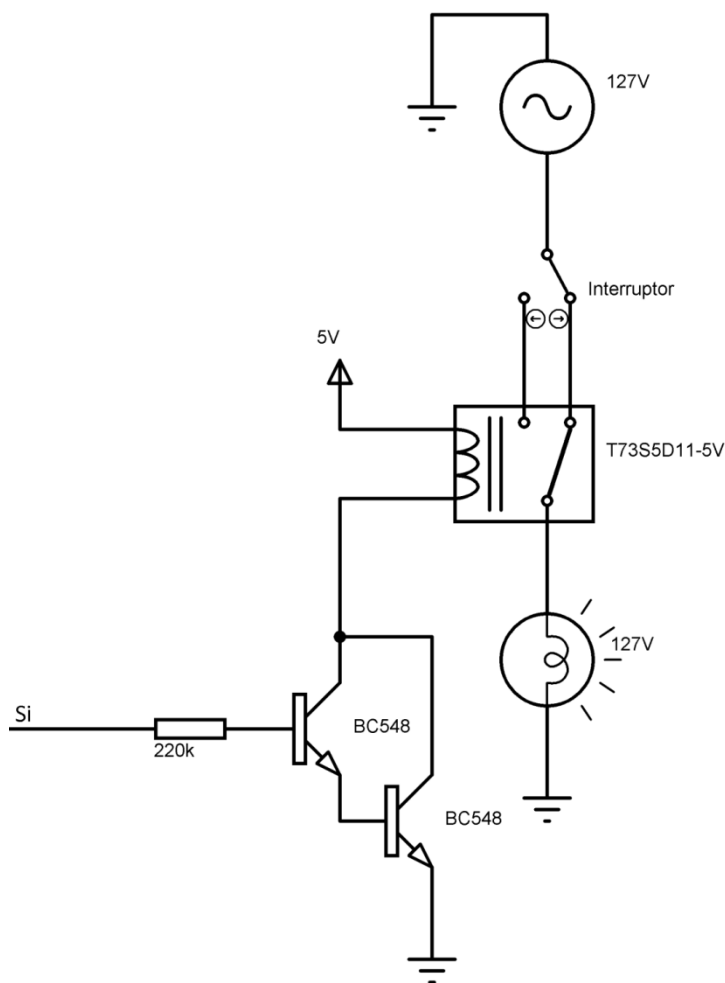 127V
Interruptor
5V
T73S5D11-5V
127V
Si
220k
BC548
BC548